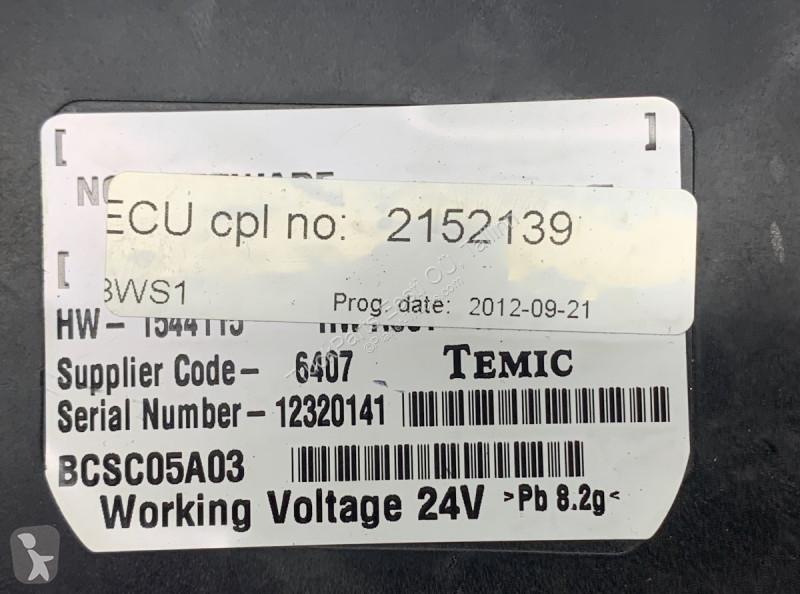 [ ]
ECU cpl no: 2152139
[
BWS1 Prog. date: 2012-09-21
HW-
Supplier Code- 6407 TEMIC
Serial Number-12320141
BCSC05A03
Working Voltage 24V >Pb 8.2g<